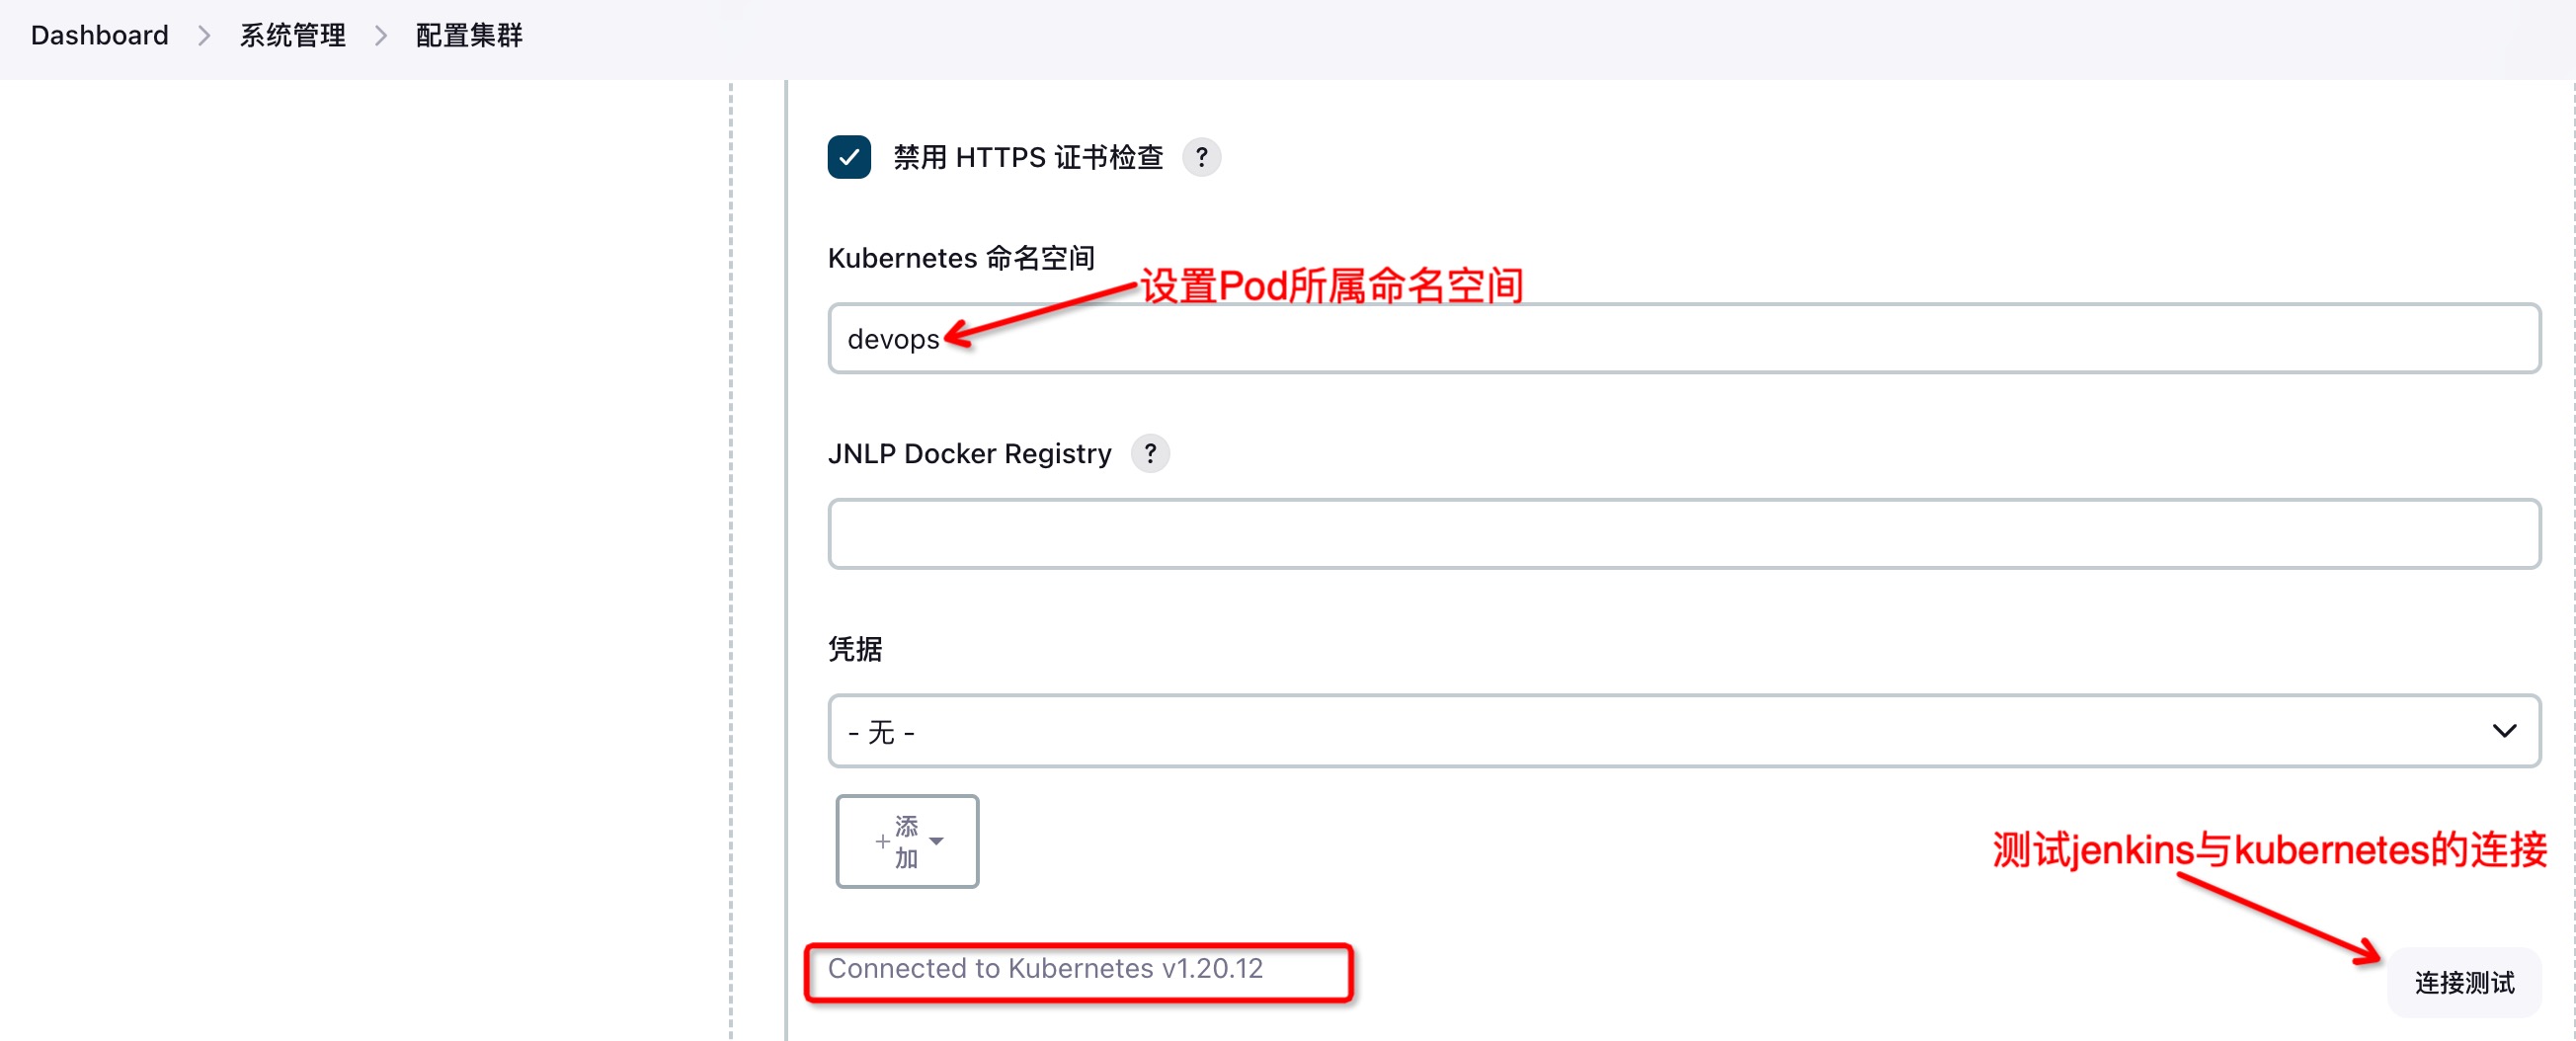 Dashboard > 系统管理 > 配置集群
禁用 HTTPS 证书检查 ?
Kubernetes 命名空间
设置Pod所属命名空间
devops
JNLP Docker Registry ?
凭据
- 无 -
+添加
测试jenkins与kubernetes的连接
Connected to Kubernetes v1.20.12
连接测试